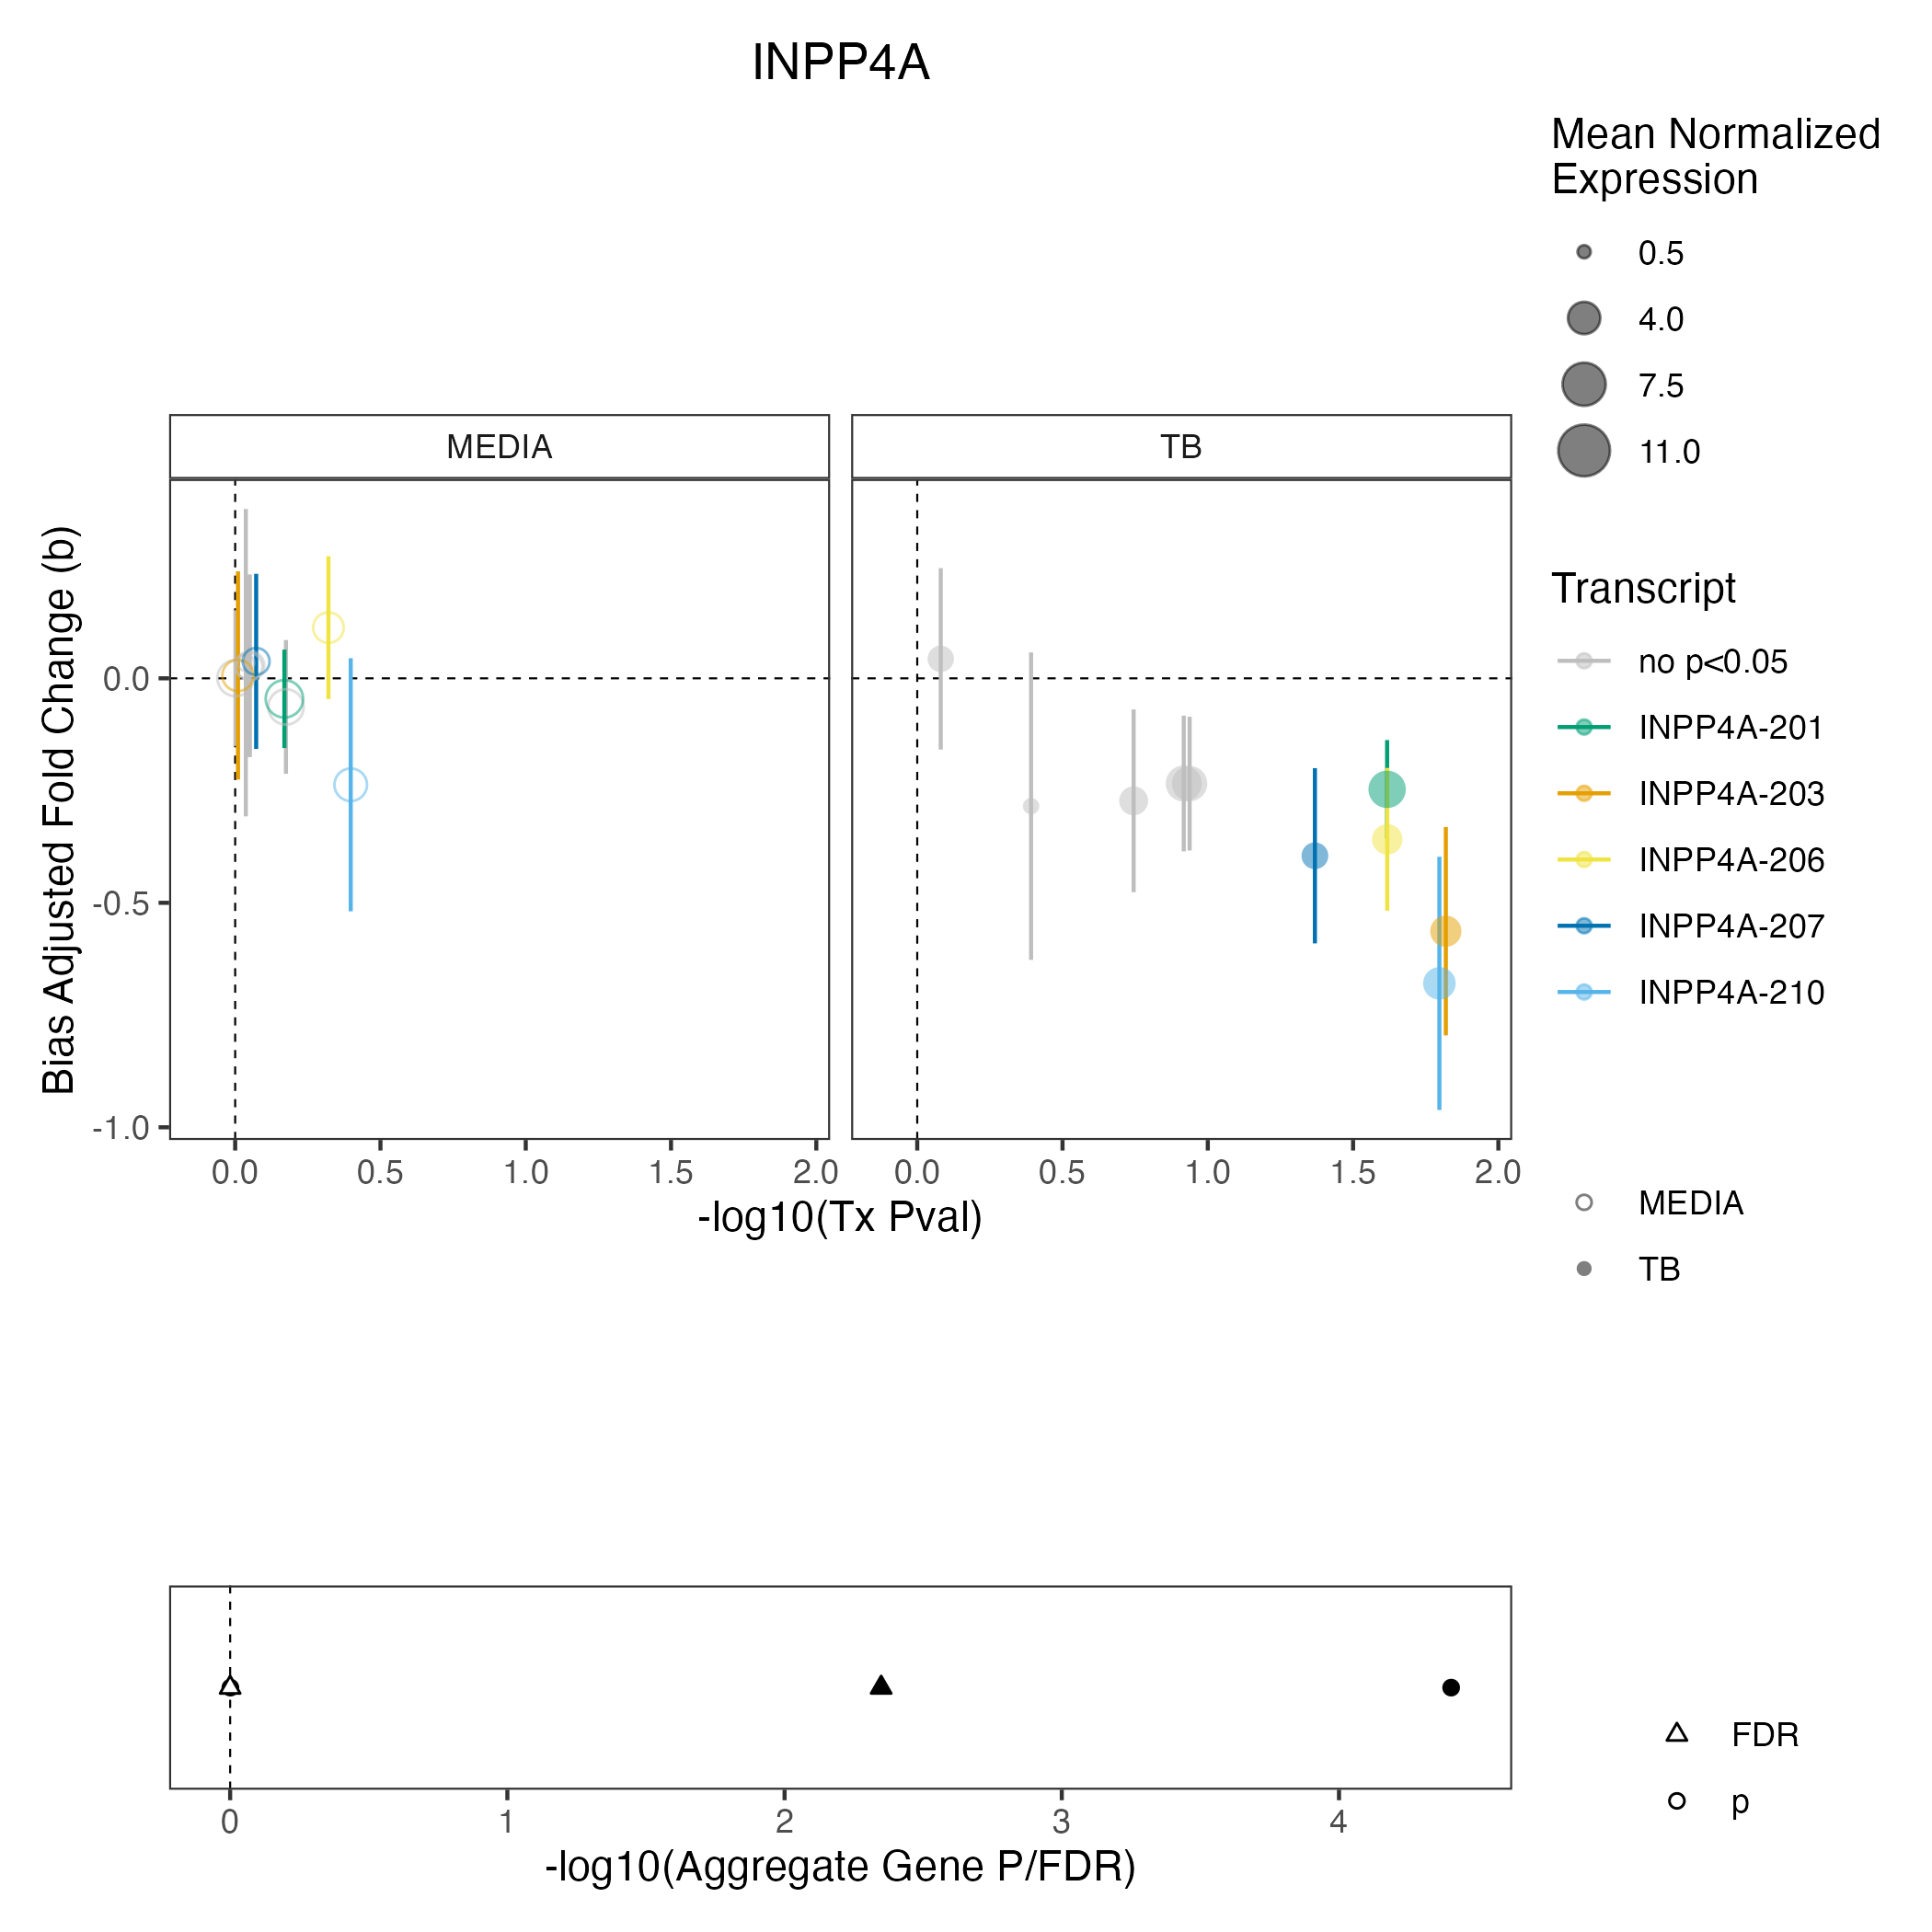 INPP4A
Mean Normalized
Expression
0.5
4.0
7.5
11.0
MEDIA
TB
Bias Adjusted Fold Change (b)
0.0
-0.5
-1.0
0.0 0.5 1.0 1.5 2.0
0.0 0.5 1.0 1.5 2.0
-log10(Tx Pval)
Transcript
no p<0.05
INPP4A-201
INPP4A-203
INPP4A-206
INPP4A-207
INPP4A-210
MEDIA
TB
0 1 2 3 4
-log10(Aggregate Gene P/FDR)
FDR
p